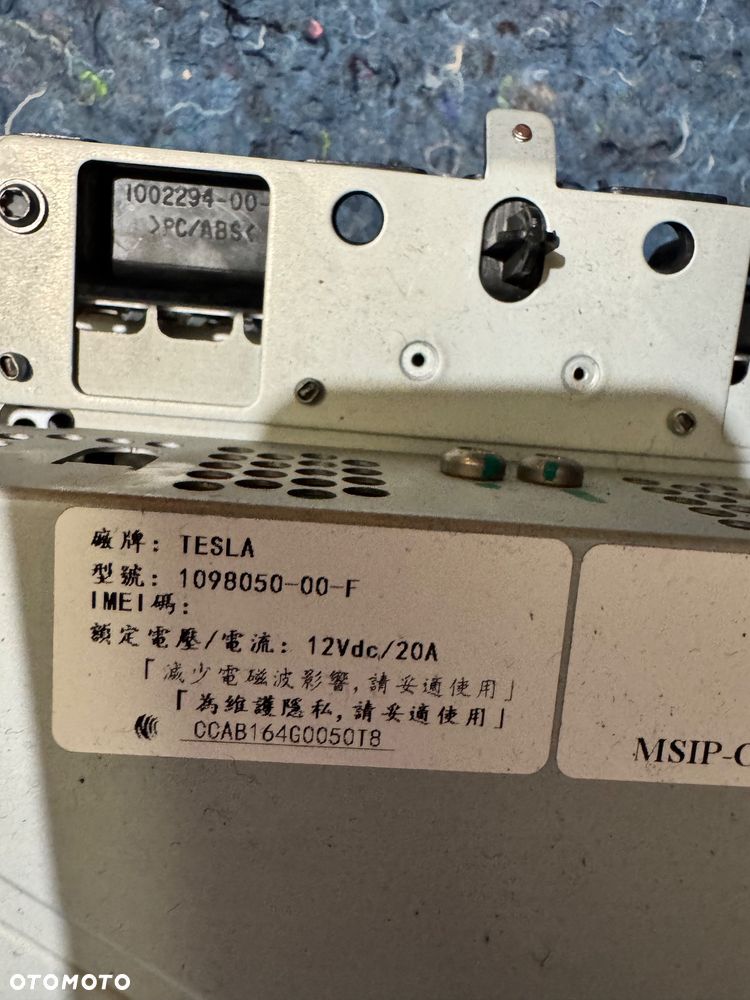 1002294-00-
>PC/ABS<
廠牌: TESLA
型號: 1098050-00-F
IMEI碼:
額定電壓/電流: 12Vdc/20A
「減少電磁波影響,請妥適使用」
「為維護隱私,請妥適使用」
CCAB164G0050T8
MSIP-C
OTOMOTO